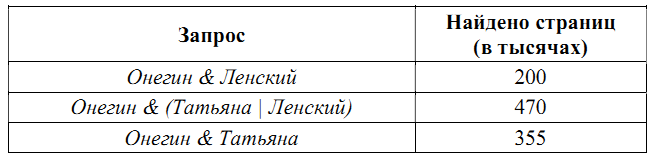 Запрос
Найдено страниц
(в тысячах)
Онегин & Ленский
200
Онегин & (Татьяна | Ленский)
470
Онегин & Татьяна
355